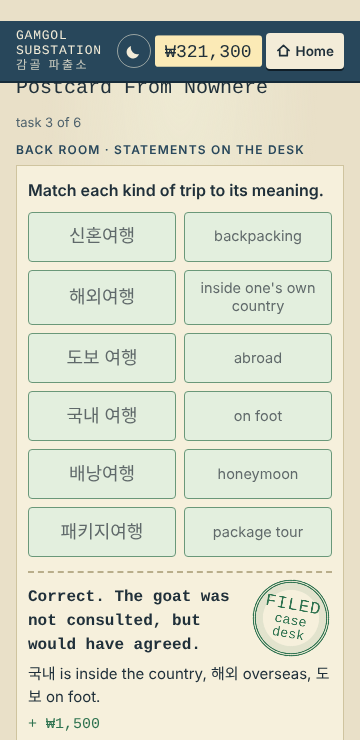 GAMGOL
SUBSTATION
감골 파출소
₩321,300
Home
Postcard From Nowhere
task 3 of 6
BACK ROOM · STATEMENTS ON THE DESK
Match each kind of trip to its meaning.
신혼여행
backpacking
해외여행
inside one's own
country
도보 여행
abroad
국내 여행
on foot
배낭여행
honeymoon
패키지여행
package tour
Correct. The goat was
not consulted, but
would have agreed.
FILED
case
desk
국내 is inside the country, 해외 overseas, 도
보 on foot.
+ ₩1,500